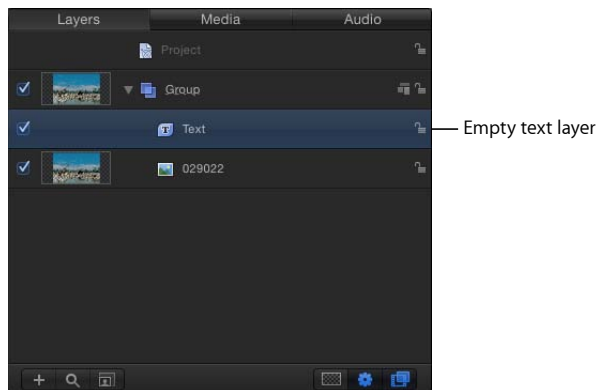 Layers Media Audio
Project
Group
Text
Empty text layer
029022